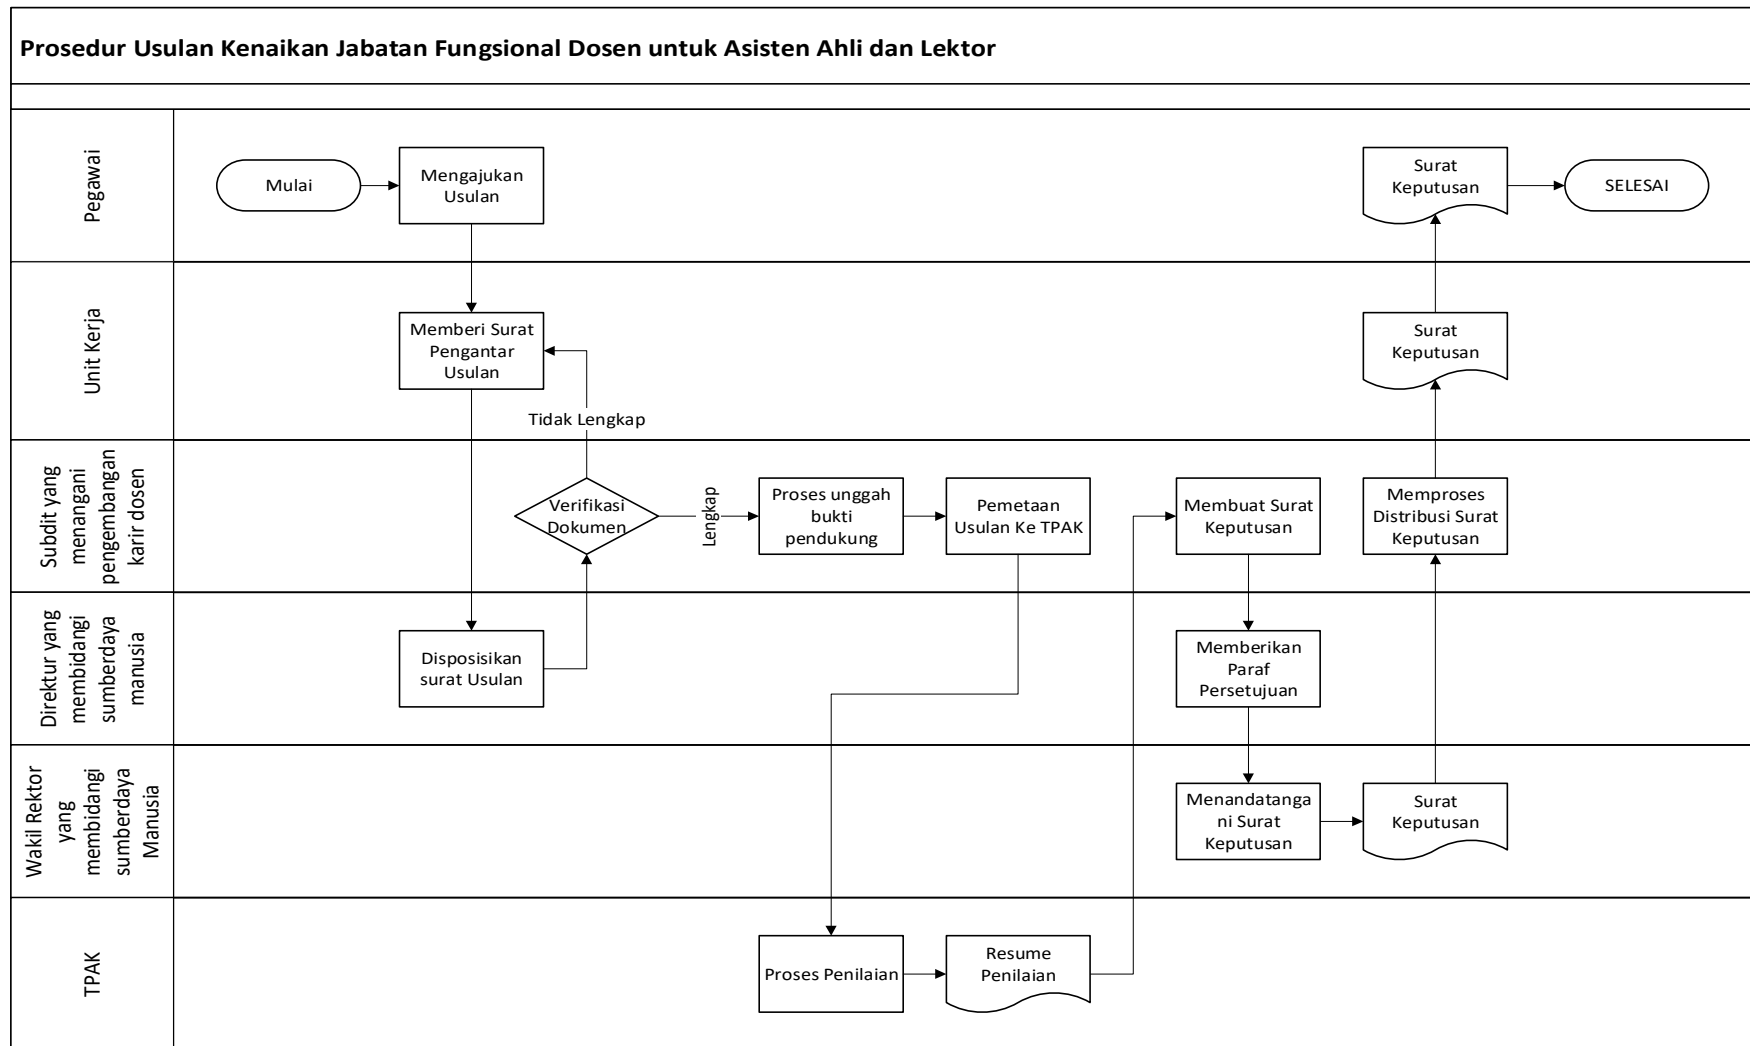 Prosedur Usulan Kenaikan Jabatan Fungsional Dosen untuk Asisten Ahli dan Lektor
Pegawai
Mulai
Mengajukan
Usulan
Surat
Keputusan
SELESAI
Unit Kerja
Memberi Surat
Pengantar
Usulan
Tidak Lengkap
Surat
Keputusan
Subdit yang
menangani
pengembangan
karir dosen
Verifikasi
Dokumen
Lengkap
Proses unggah
bukti
pendukung
Pemetaan
Usulan Ke TPAK
Membuat Surat
Keputusan
Memproses
Distribusi Surat
Keputusan
Direktur yang
membidangi
sumberdaya
manusia
Disposisikan
surat Usulan
Memberikan
Paraf
Persetujuan
Wakil Rektor
yang
membidangi
sumberdaya
Manusia
Menandatanga
ni Surat
Keputusan
Surat
Keputusan
TPAK
Proses Penilaian
Resume
Penilaian